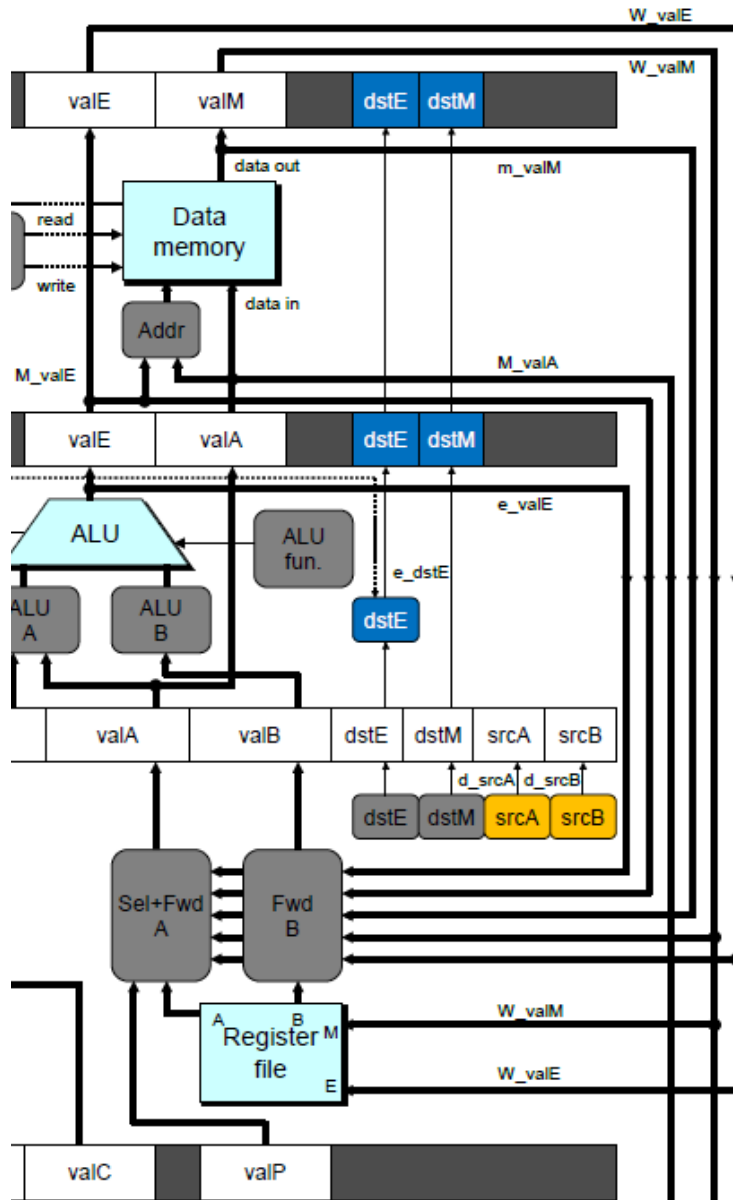 W_valE
valE valM dstE dstM
W_valM
data out m_valM
read
Data
memory
write
data in
Addr
M_valE M_valA
valE valA dstE dstM
e_valE
ALU
ALU
fun.
e_dstE
ALU
A
ALU
B
dstE
valA valB dstE dstM srcA srcB
d_srcA d_srcB
dstE dstM srcA srcB
Sel+Fwd
A
Fwd
B
A B
W_valM
Register
file
M
E
W_valE
valC valP